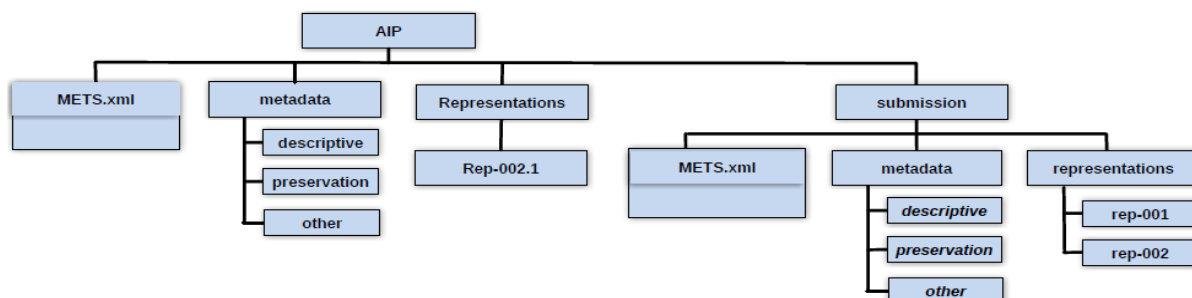 AIP
METS.xml
metadata
descriptive
preservation
other
Representations
Rep-002.1
submission
METS.xml
metadata
descriptive
preservation
other
representations
rep-001
rep-002